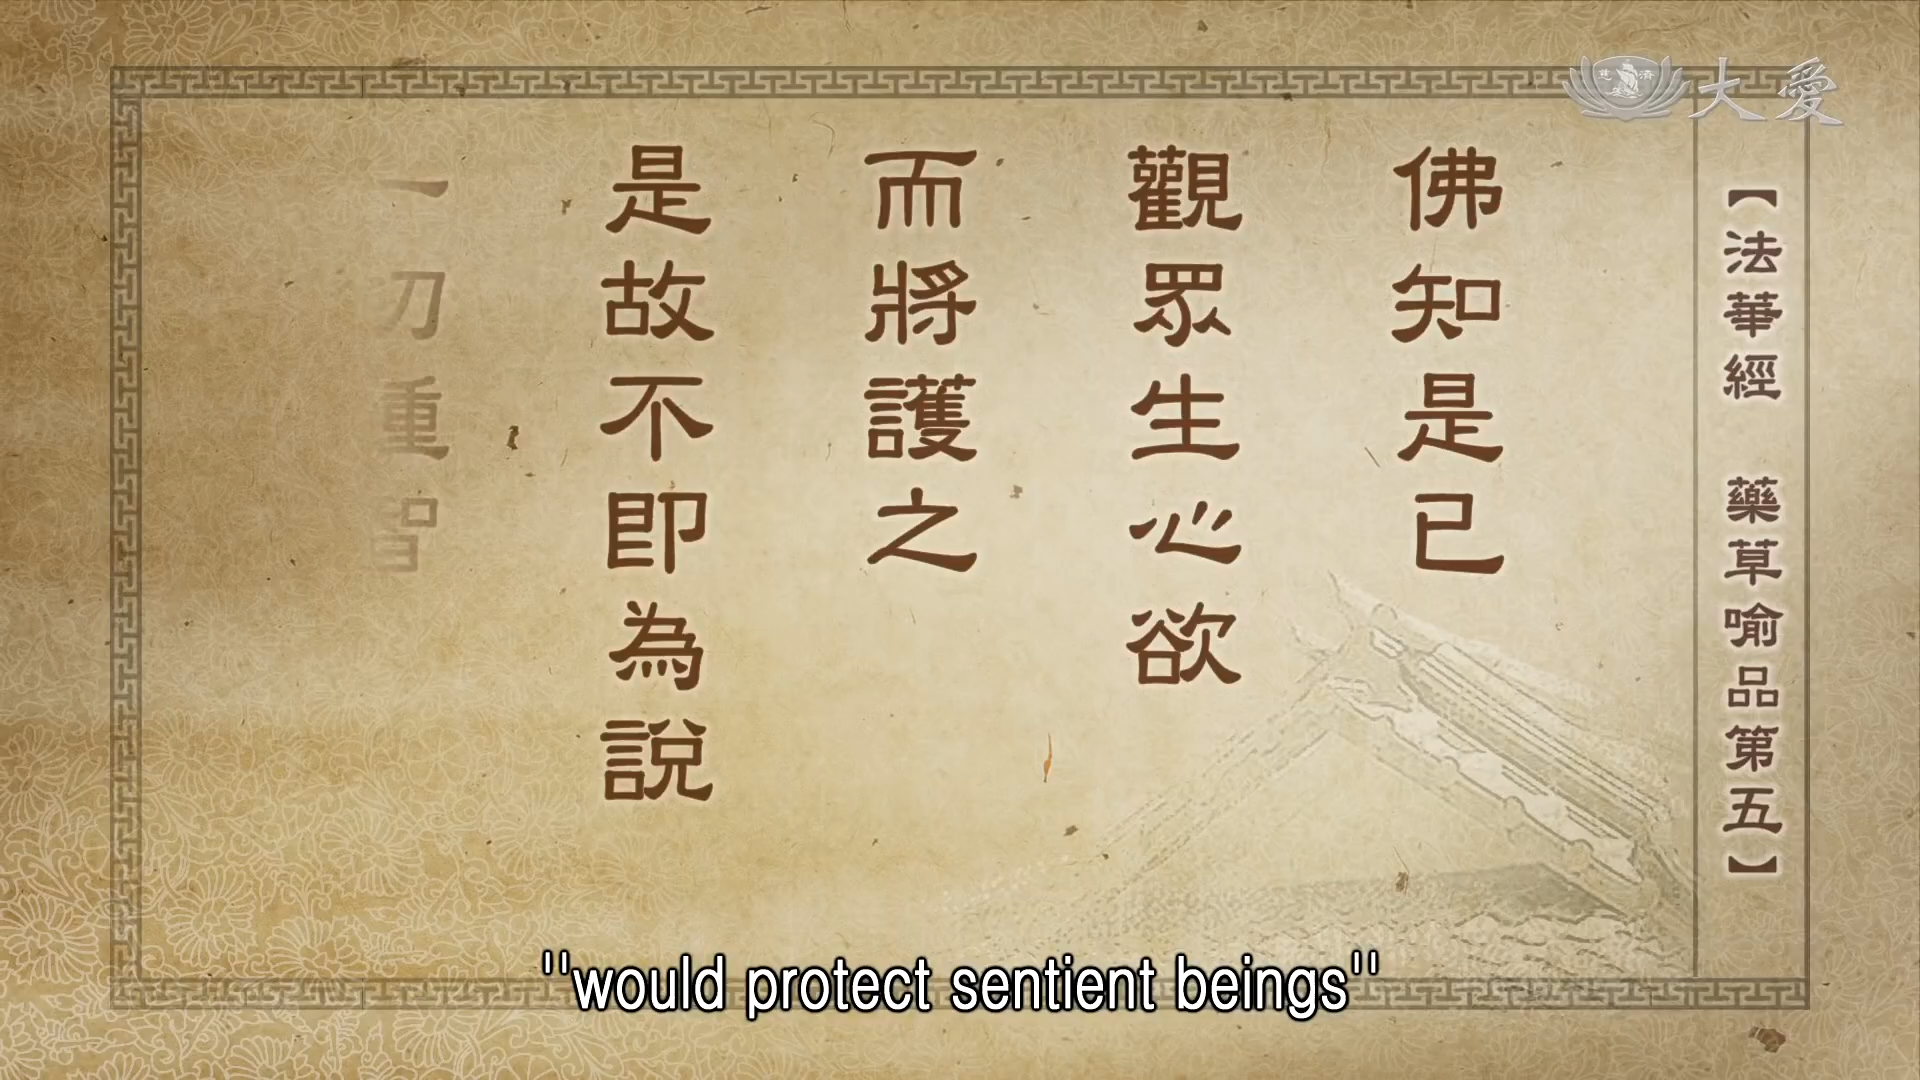 大愛
【法華經 藥草喻品第五】
佛知是已
觀眾生心欲
而將護之
是故不即為說
"would protect sentient beings"